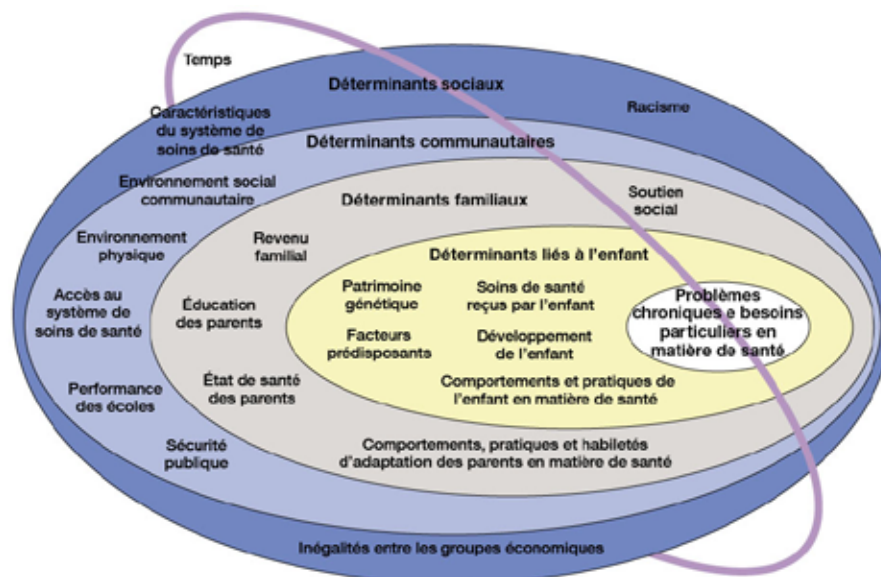 Temps
Déterminants sociaux
Racisme
Caractéristiques
du système de
soins de santé
Déterminants communautaires
Environnement social
communautaire
Déterminants familiaux
Soutien
social
Environnement
physique
Revenu
familial
Déterminants liés à l'enfant
Patrimoine
génétique
Soins de santé
reçus par l'enfant
Problèmes
chroniques e besoins
particuliers en
matière de santé
Accès au
système de
soins de santé
Éducation
des parents
Facteurs
prédisposants
Développement
de l'enfant
État de santé
des parents
Comportements et pratiques de
l'enfant en matière de santé
Performance
des écoles
Sécurité
publique
Comportements, pratiques et habiletés
d'adaptation des parents en matière de santé
Inégalités entre les groupes économiques